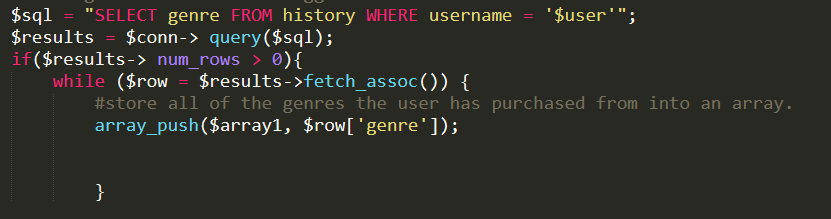 $sql = "SELECT genre FROM history WHERE username = '$user'";
$results = $conn-> query($sql);
if($results-> num_rows > 0){
    while ($row = $results->fetch_assoc()) {
        #store all of the genres the user has purchased from into an array.
        array_push($array1, $row['genre']);
        }